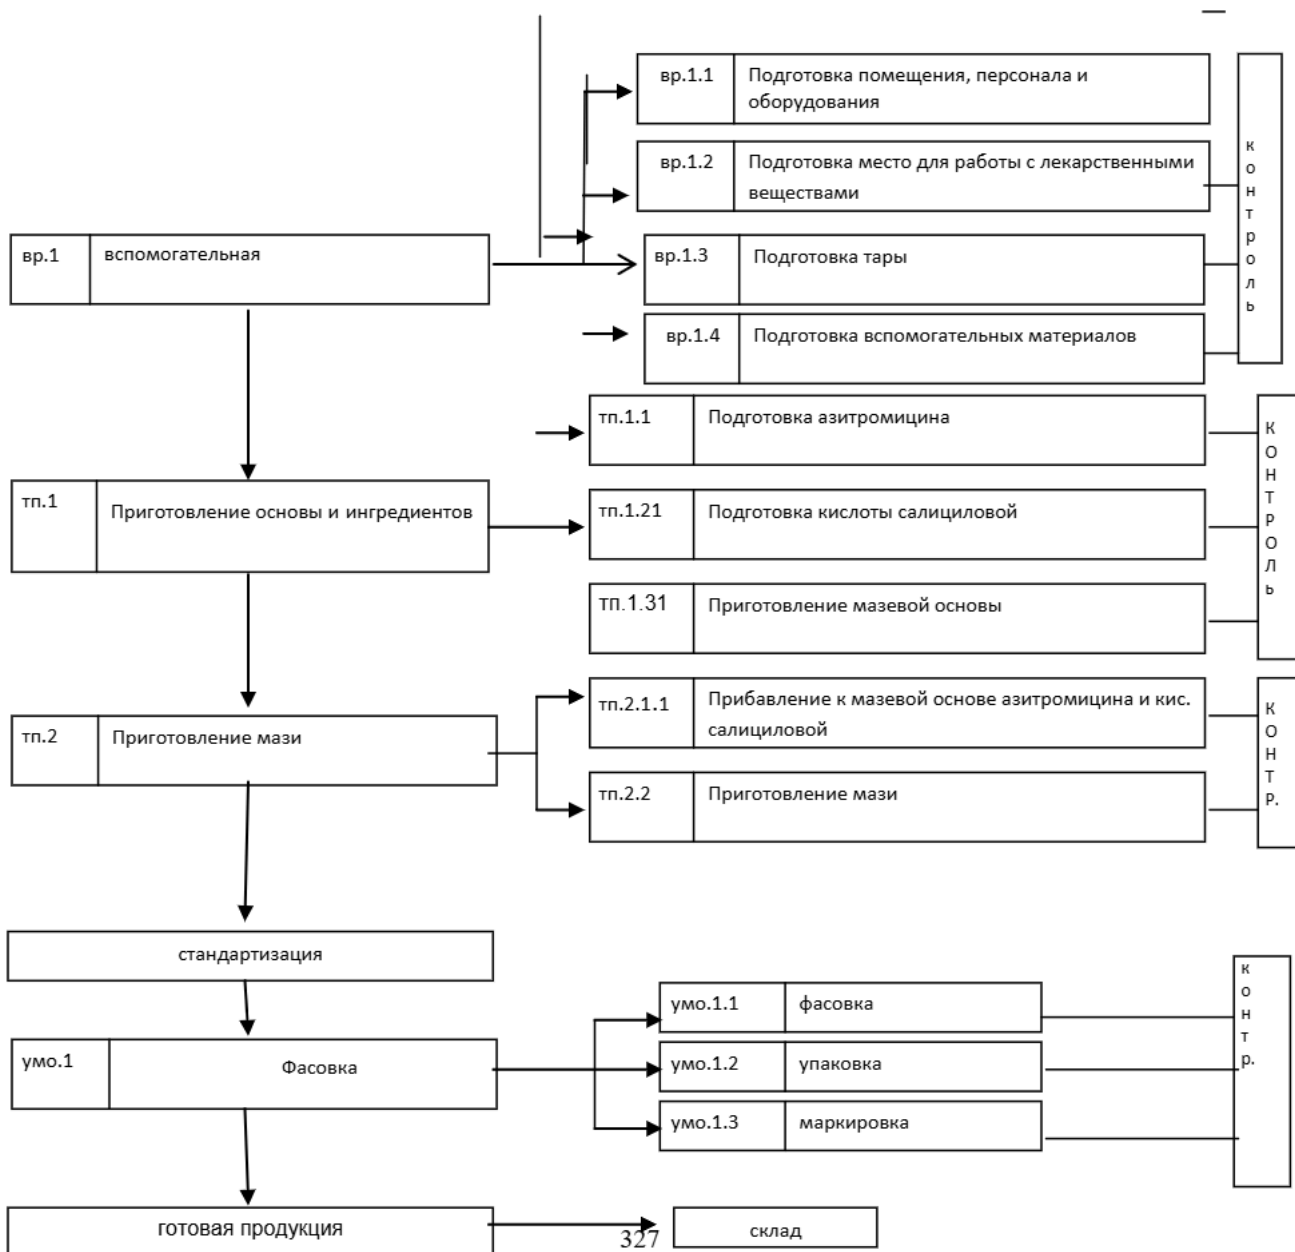 вр.1.1
Подготовка помещения, персонала и
оборудования
вр.1.2
Подготовка место для работы с лекарственными
веществами
вр.1
вспомогательная
вр.1.3
Подготовка тары
вр.1.4
Подготовка вспомогательных материалов
контроль
тп.1.1
Подготовка азитромицина
тп.1
Приготовление основы и ингредиентов
тп.1.21
Подготовка кислоты салициловой
тп.1.31
Приготовление мазевой основы
КОНТРОЛЬ
тп.2
Приготовление мази
тп.2.1.1
Прибавление к мазевой основе азитромицина и кис.
салициловой
тп.2.2
Приготовление мази
КОНТР.
стандартизация
умо.1
Фасовка
умо.1.1
фасовка
умо.1.2
упаковка
умо.1.3
маркировка
контр.
готовая продукция
327
склад